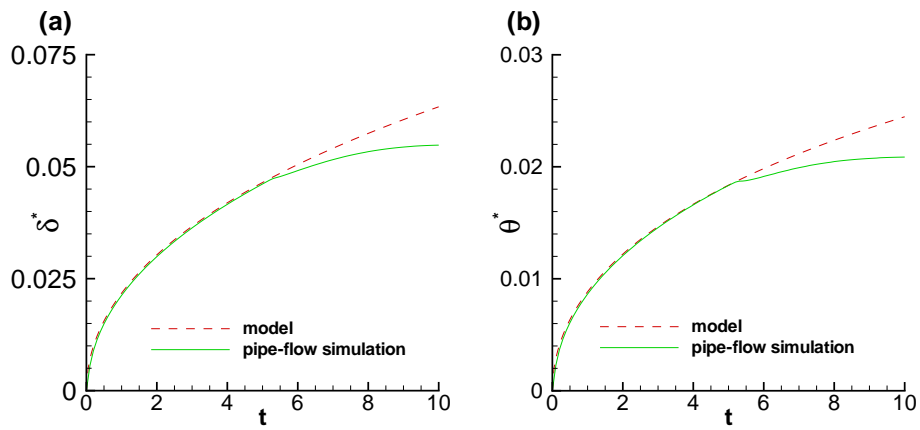 (a)
0.075
0.05
0.025
0
δ*
0 2 4 6 8 10
t
model
pipe-flow simulation
(b)
0.03
0.02
0.01
0
θ*
0 2 4 6 8 10
t
model
pipe-flow simulation